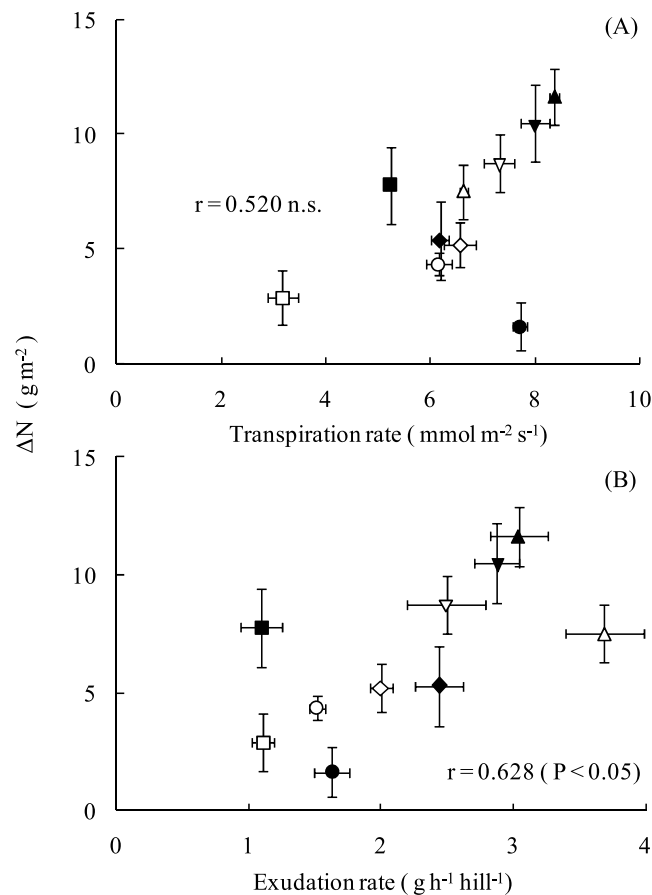 15
(A)
10
r = 0.520 n.s.
5
0
0 2 4 6 8 10
Transpiration rate ( mmol m⁻² s⁻¹)
ΔN ( g m⁻²)
15
(B)
10
5
r = 0.628 ( P < 0.05)
0
0 1 2 3 4
Exudation rate ( g h⁻¹ hill⁻¹)